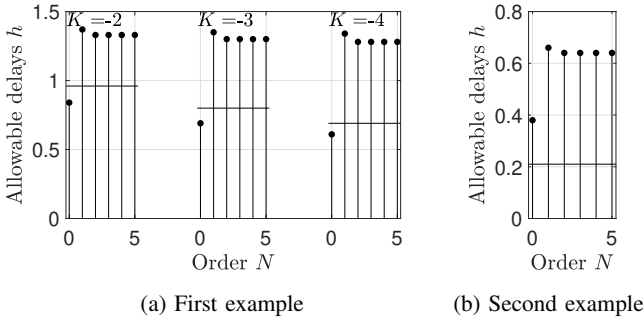 K = -2
K = -3
K = -4
1.5
1
0.5
0
Allowable delays h
0 5 0 5 0 5
Order N
(a) First example
0.8
0.6
0.4
0.2
0
Allowable delays h
0 5
Order N
(b) Second example